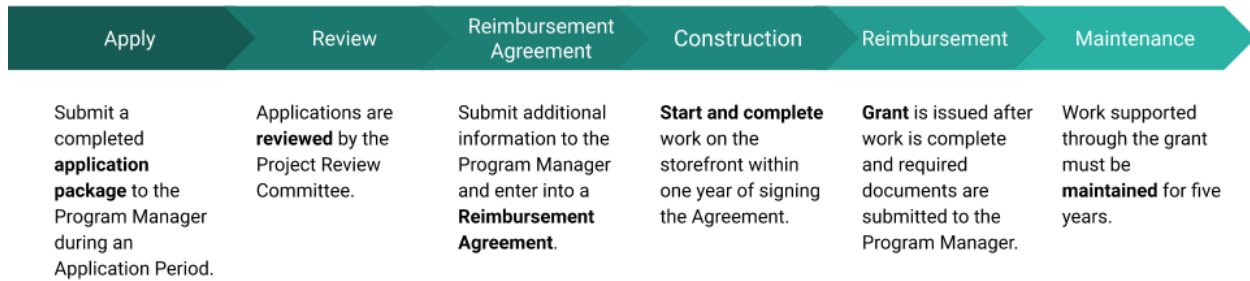 Apply
Review
Reimbursement
Agreement
Construction
Reimbursement
Maintenance
Submit a
completed
application
package to the
Program Manager
during an
Application Period.
Applications are
reviewed by the
Project Review
Committee.
Submit additional
information to the
Program Manager
and enter into a
Reimbursement
Agreement.
Start and complete
work on the
storefront within
one year of signing
the Agreement.
Grant is issued after
work is complete
and required
documents are
submitted to the
Program Manager.
Work supported
through the grant
must be
maintained for five
years.